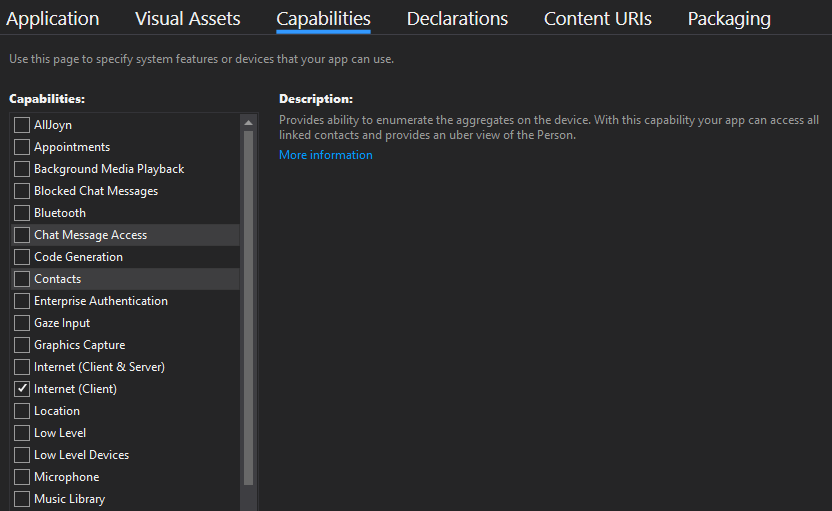 Application Visual Assets Capabilities Declarations Content URIs Packaging
Use this page to specify system features or devices that your app can use.
Capabilities:
AllJoyn
Appointments
Background Media Playback
Blocked Chat Messages
Bluetooth
Chat Message Access
Code Generation
Contacts
Enterprise Authentication
Gaze Input
Graphics Capture
Internet (Client & Server)
Internet (Client)
Location
Low Level
Low Level Devices
Microphone
Music Library
Description:
Provides ability to enumerate the aggregates on the device. With this capability your app can access all
linked contacts and provides an uber view of the Person.
More information